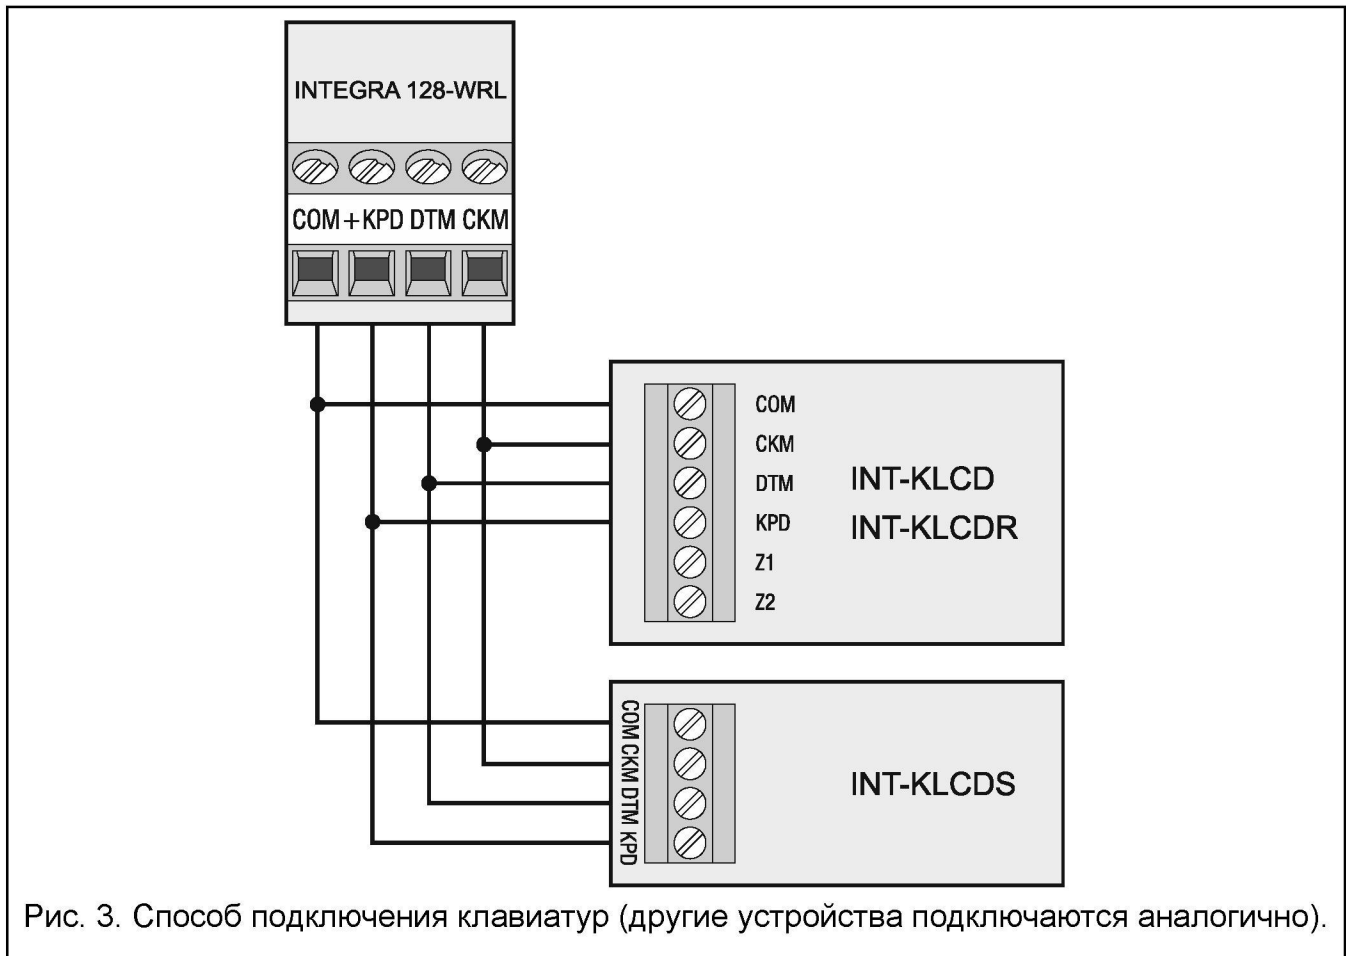 INTEGRA 128-WRL
COM +KPD DTM CKM
COM
CKM
DTM
KPD
Z1
Z2
INT-KLCD
INT-KLCDR
COM CKM DTM KPD
INT-KLCDS
Рис. 3. Способ подключения клавиатур (другие устройства подключаются аналогично).